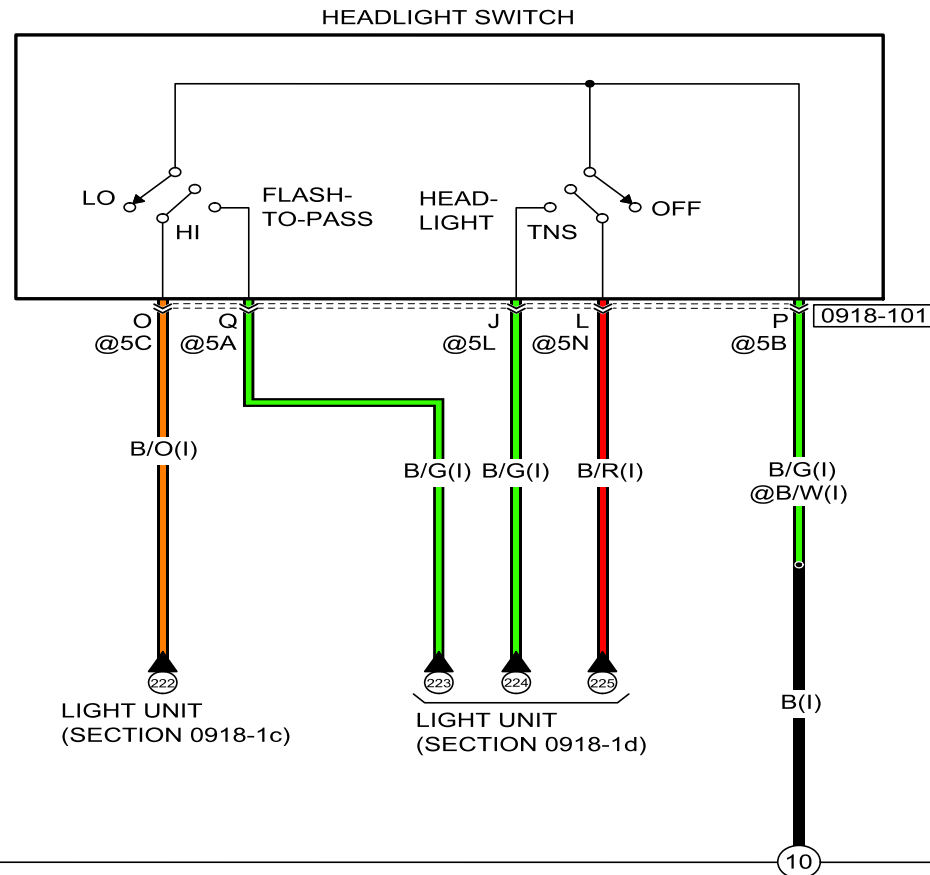 HEADLIGHT SWITCH
LO
HI
FLASH-
TO-PASS
HEAD-
LIGHT
TNS
OFF
O
@5C
Q
@5A
J
@5L
L
@5N
P
@5B
0918-101
B/O(I)
B/G(I)
B/G(I)
B/R(I)
B/G(I)
@B/W(I)
222
LIGHT UNIT
(SECTION 0918-1c)
223
224
225
LIGHT UNIT
(SECTION 0918-1d)
B(I)
10